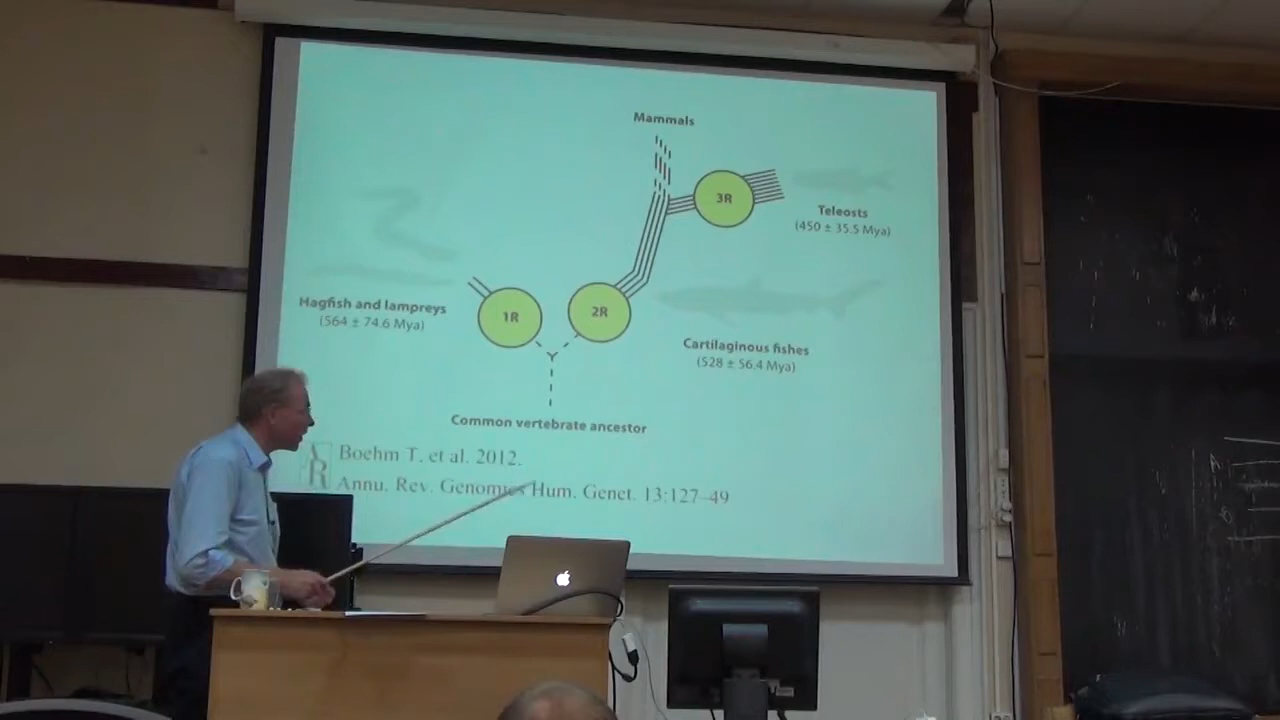 Mammals
3R
Teleosts
(450 ± 35.5 Mya)
Hagfish and lampreys
(564 ± 74.6 Mya)
1R
2R
Cartilaginous fishes
(528 ± 56.4 Mya)
Common vertebrate ancestor
AR
Boehm T, et al. 2012.
Annu. Rev. Genomics Hum. Genet. 13:127–49